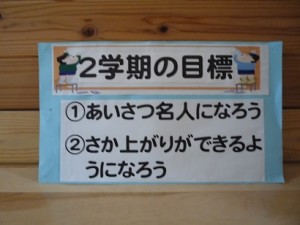 2学期の目標
①あいさつ名人になろう
②さか上がりができるよ
うになろう